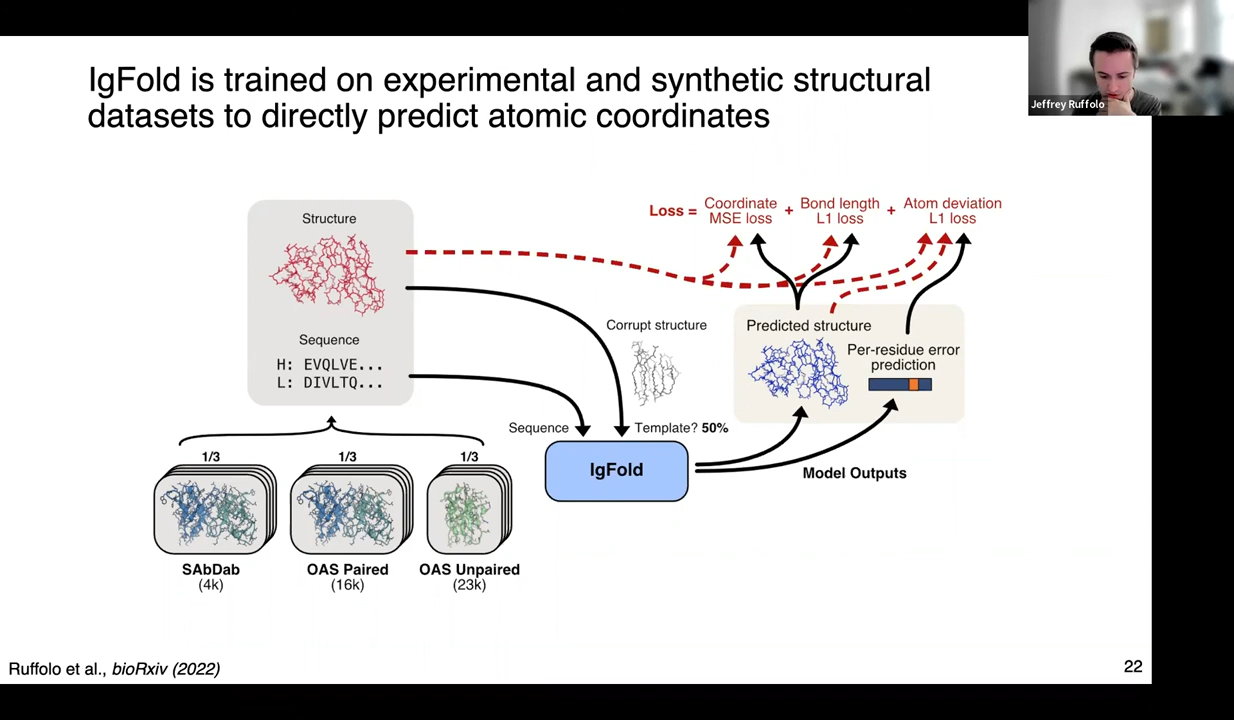 IgFold is trained on experimental and synthetic structural
datasets to directly predict atomic coordinates
Jeffrey Ruffolo
Structure
Sequence
H: EVQLVE...
L: DIVLTQ...
1/3
1/3
1/3
SAbDab
(4k)
OAS Paired
(16k)
OAS Unpaired
(23k)
Loss =
Coordinate
MSE loss
+
Bond length
L1 loss
+
Atom deviation
L1 loss
Corrupt structure
Sequence
Template? 50%
IgFold
Predicted structure
Per-residue error
prediction
Model Outputs
Ruffolo et al., bioRxiv (2022)
22